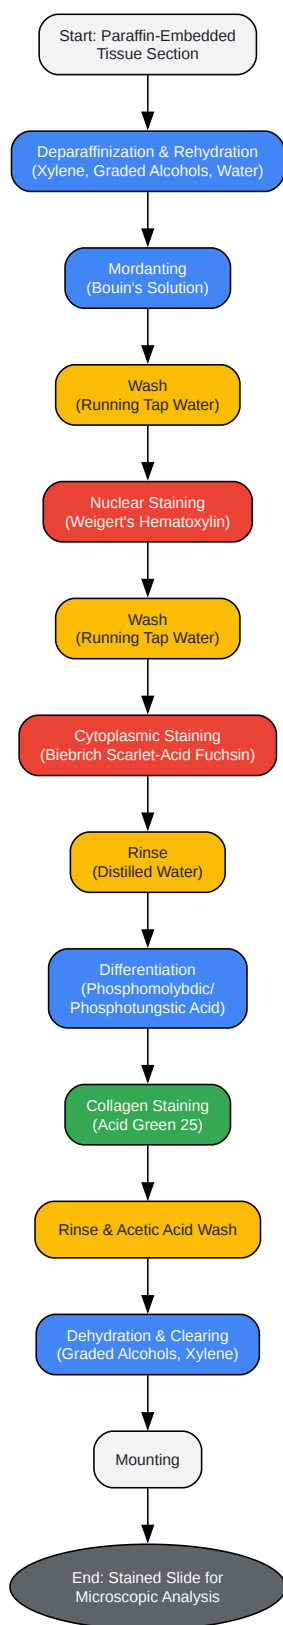 Start: Paraffin-Embedded
Tissue Section
Deparaffinization & Rehydration
(Xylene, Graded Alcohols, Water)
Mordanting
(Bouin's Solution)
Wash
(Running Tap Water)
Nuclear Staining
(Weigert's Hematoxylin)
Wash
(Running Tap Water)
Cytoplasmic Staining
(Biebrich Scarlet-Acid Fuchsin)
Rinse
(Distilled Water)
Differentiation
(Phosphomolybdic/
Phosphotungstic Acid)
Collagen Staining
(Acid Green 25)
Rinse & Acetic Acid Wash
Dehydration & Clearing
(Graded Alcohols, Xylene)
Mounting
End: Stained Slide for
Microscopic Analysis